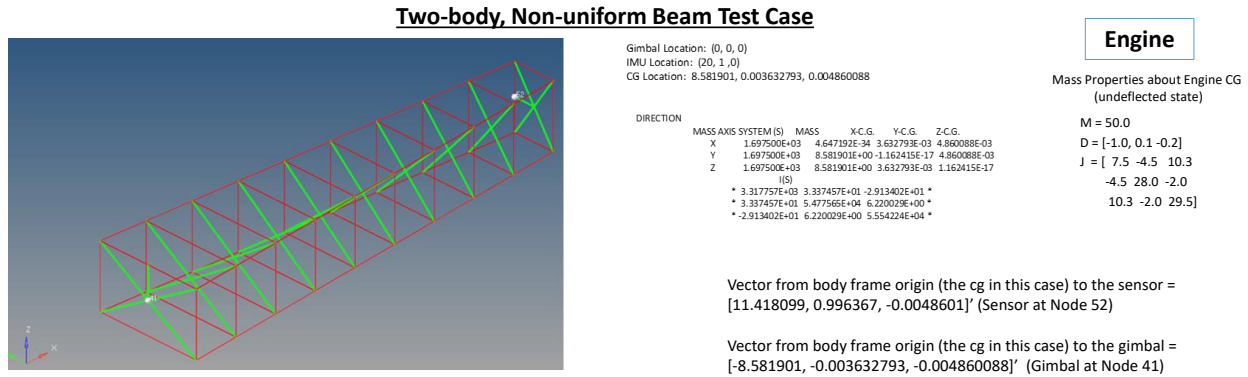 Two-body, Non-uniform Beam Test Case
52
41
Z
X
Gimbal Location: (0, 0, 0)
IMU Location: (20, 1 ,0)
CG Location: 8.581901, 0.003632793, 0.004860088
DIRECTION
MASS AXIS SYSTEM (S) MASS X-C.G. Y-C.G. Z-C.G.
X 1.697500E+03 4.647192E-34 3.632793E-03 4.860088E-03
Y 1.697500E+03 8.581901E+00 -1.162415E-17 4.860088E-03
Z 1.697500E+03 8.581901E+00 3.632793E-03 1.162415E-17
I(S)
* 3.317757E+03 3.337457E+01 -2.913402E+01 *
* 3.337457E+01 5.477565E+04 6.220029E+00 *
* -2.913402E+01 6.220029E+00 5.554224E+04 *
Engine
Mass Properties about Engine CG
(undeflected state)
M = 50.0
D = [-1.0, 0.1 -0.2]
J = [ 7.5 -4.5 10.3
-4.5 28.0 -2.0
10.3 -2.0 29.5]
Vector from body frame origin (the cg in this case) to the sensor =
[11.418099, 0.996367, -0.0048601]’ (Sensor at Node 52)
Vector from body frame origin (the cg in this case) to the gimbal =
[-8.581901, -0.003632793, -0.004860088]’ (Gimbal at Node 41)